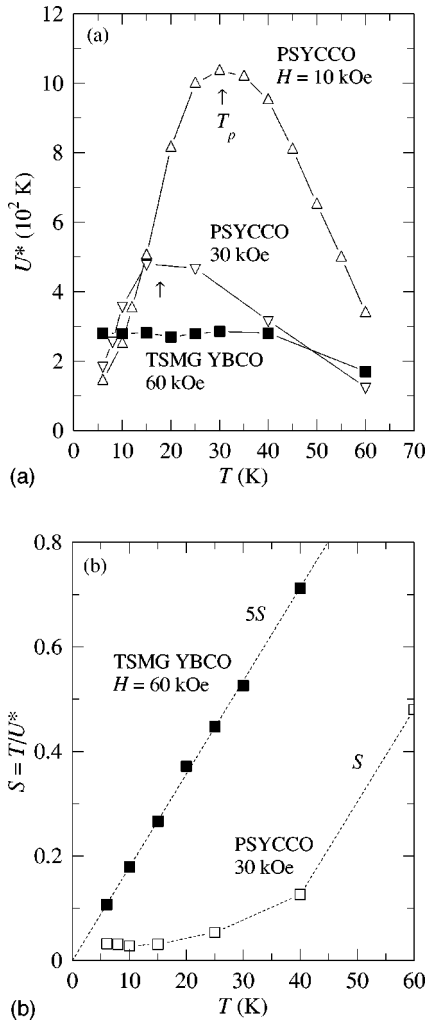 12
(a)
PSYCCO
H = 10 kOe
10
↑
T_p
8
U* (10² K)
6
PSYCCO
30 kOe
4
↑
2
TSMG YBCO
60 kOe
0
0 10 20 30 40 50 60 70
(a)
T (K)
0.8
(b)
5S
TSMG YBCO
H = 60 kOe
0.6
S = T/U*
0.4
S
PSYCCO
30 kOe
0.2
0
0 10 20 30 40 50 60
(b)
T (K)